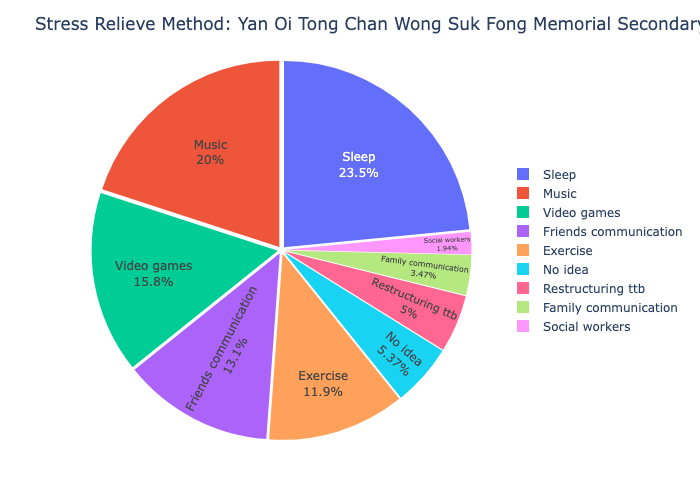 Stress Relieve Method: Yan Oi Tong Chan Wong Suk Fong Memorial Secondary
Sleep
23.5%
Music
20%
Video games
15.8%
Friends communication
13.1%
Exercise
11.9%
No idea
5.37%
Restructuring ttb
5%
Family communication
3.47%
Social workers
1.94%
Sleep
Music
Video games
Friends communication
Exercise
No idea
Restructuring ttb
Family communication
Social workers